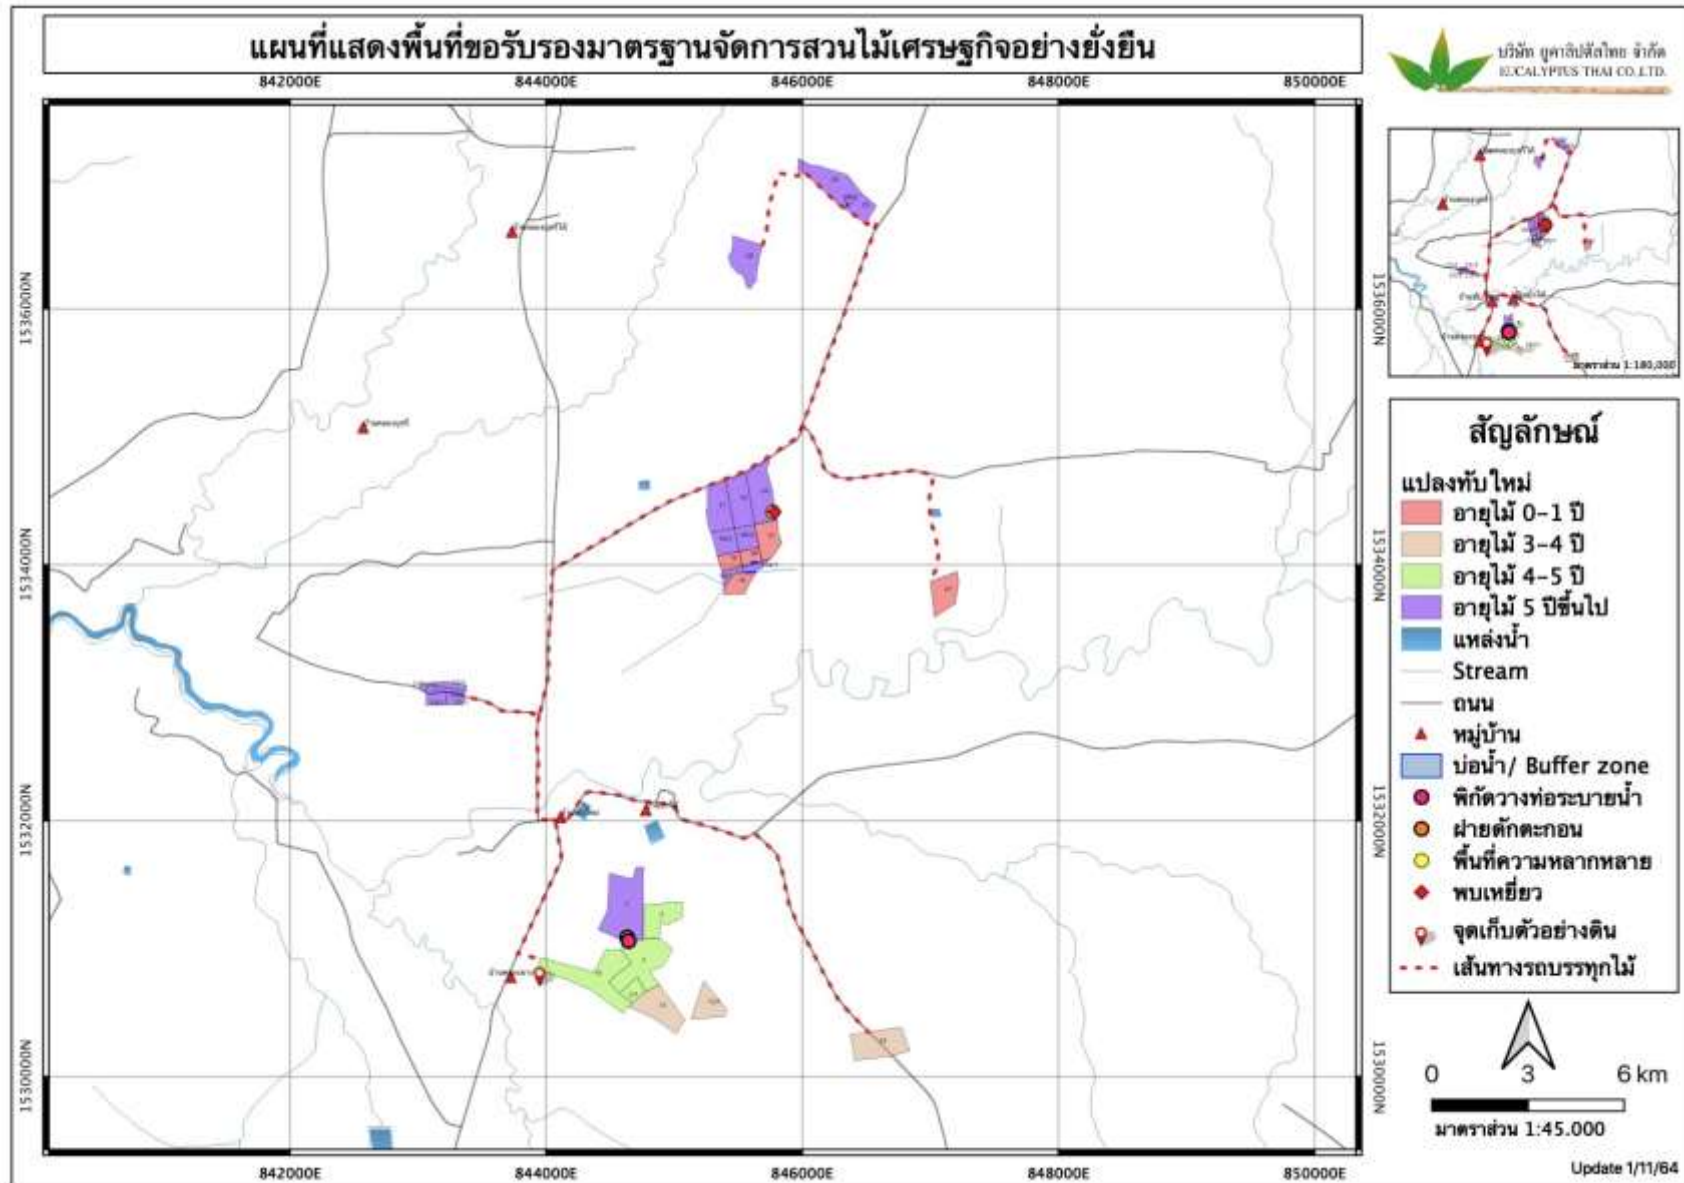 แผนที่แสดงพื้นที่ขอรับรองมาตรฐานจัดการสวนไม้เศรษฐกิจอย่างยั่งยืน
บริษัท ยูคาลิปตัสไทย จำกัด
EUCALYPTUS THAI CO.,LTD.
842000E 844000E 846000E 848000E 850000E
1536000N
1534000N
1532000N
1530000N
1536000N
1534000N
1532000N
1530000N
842000E 844000E 846000E 848000E 850000E
มาตราส่วน 1:180,000
สัญลักษณ์
แปลงทับใหม่
อายุไม้ 0-1 ปี
อายุไม้ 3-4 ปี
อายุไม้ 4-5 ปี
อายุไม้ 5 ปีขึ้นไป
แหล่งน้ำ
Stream
ถนน
หมู่บ้าน
บ่อน้ำ/ Buffer zone
พิกัดวางท่อระบายน้ำ
ฝายดักตะกอน
พื้นที่ความหลากหลาย
พบเหยี่ยว
จุดเก็บตัวอย่างดิน
เส้นทางรถบรรทุกไม้
0 3 6 km
มาตราส่วน 1:45.000
Update 1/11/64